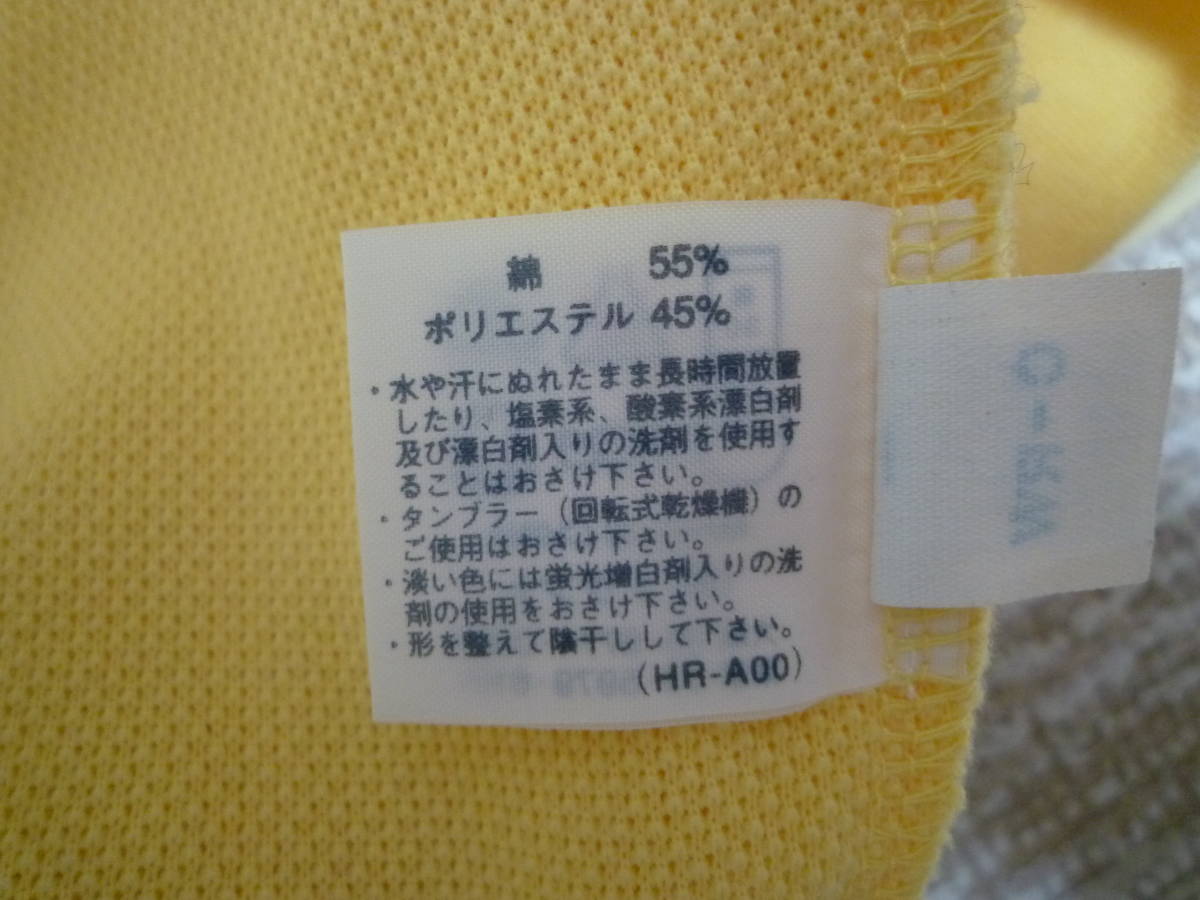 綿 55%
ポリエステル 45%
・水や汗にぬれたまま長時間放置
したり、塩素系、酸素系漂白剤
及び漂白剤入りの洗剤を使用す
ることはおさけ下さい。
・タンブラー（回転式乾燥機）の
ご使用はおさけ下さい。
・淡い色には蛍光増白剤入りの洗
剤の使用をおさけ下さい。
・形を整えて陰干しして下さい。
(HR-A00)